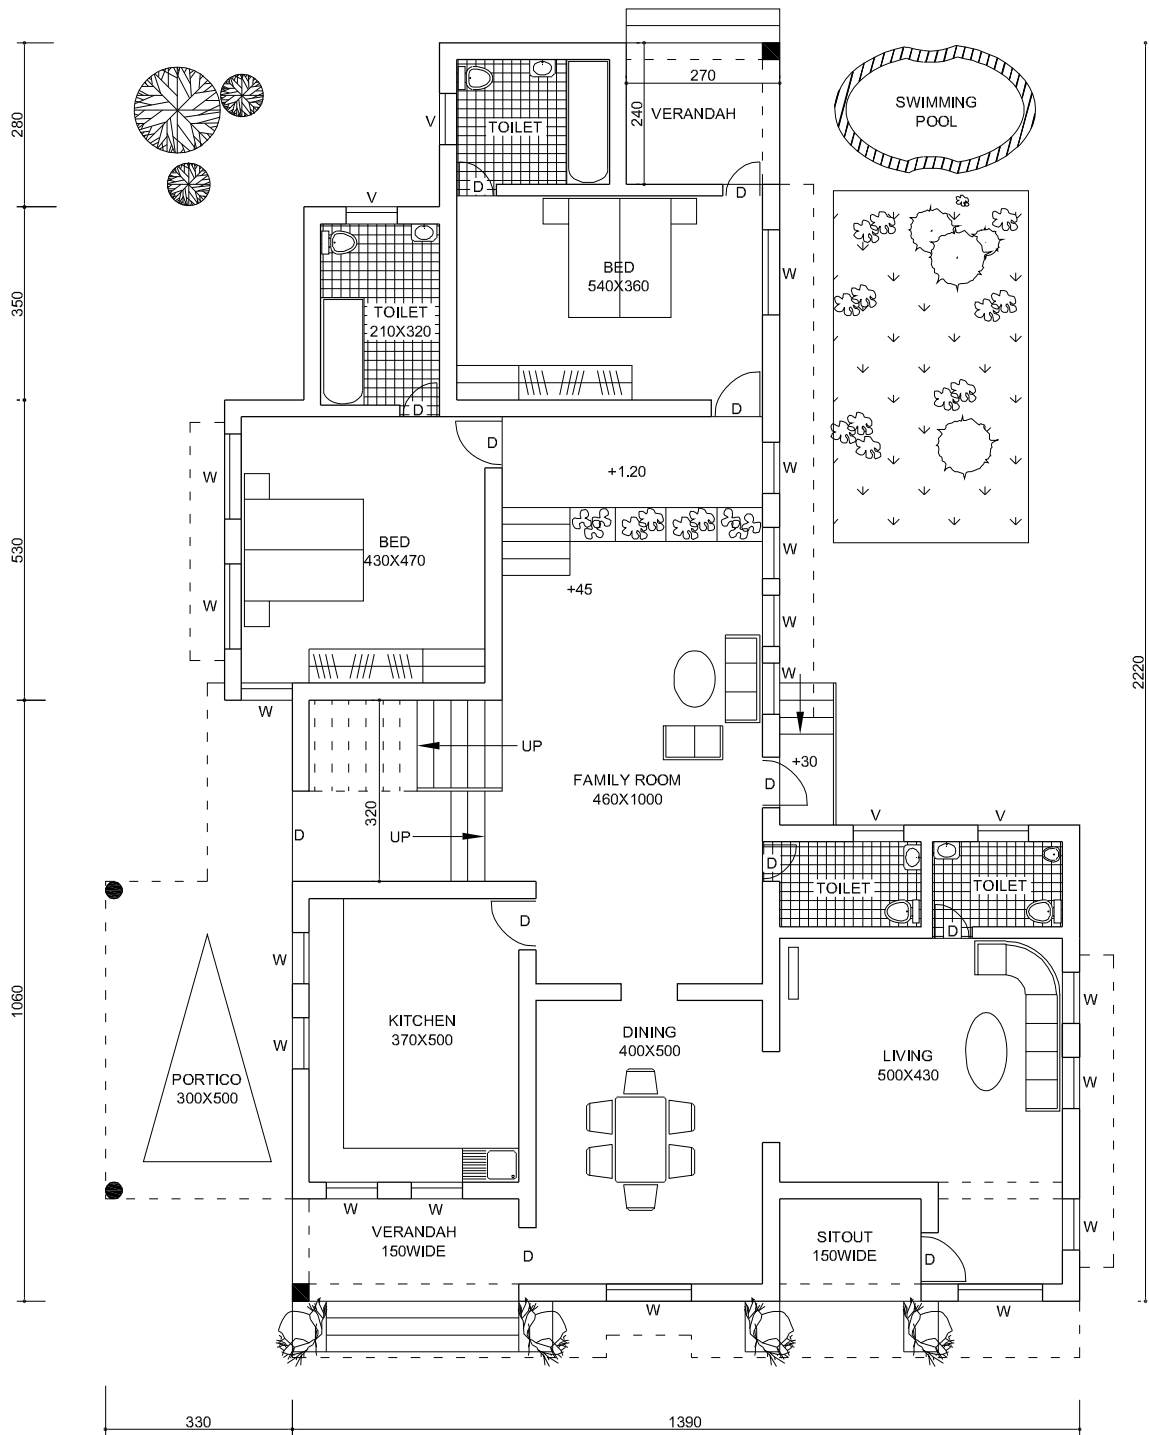 270
SWIMMING
POOL
280
240
VERANDAH
V
TOILET
D
D
V
BED
540X360
W
350
TOILET
210X320
D
D
D
+1.20
W
W
BED
430X470
530
W
+45
W
W
W
2220
W
UP
FAMILY ROOM
460X1000
+30
D
320
D
UP
V
V
D
TOILET
TOILET
D
D
W
W
1060
KITCHEN
370X500
W
DINING
400X500
LIVING
500X430
PORTICO
300X500
W
W
W
VERANDAH
150WIDE
D
SITOUT
150WIDE
D
W
W
W
330
1390